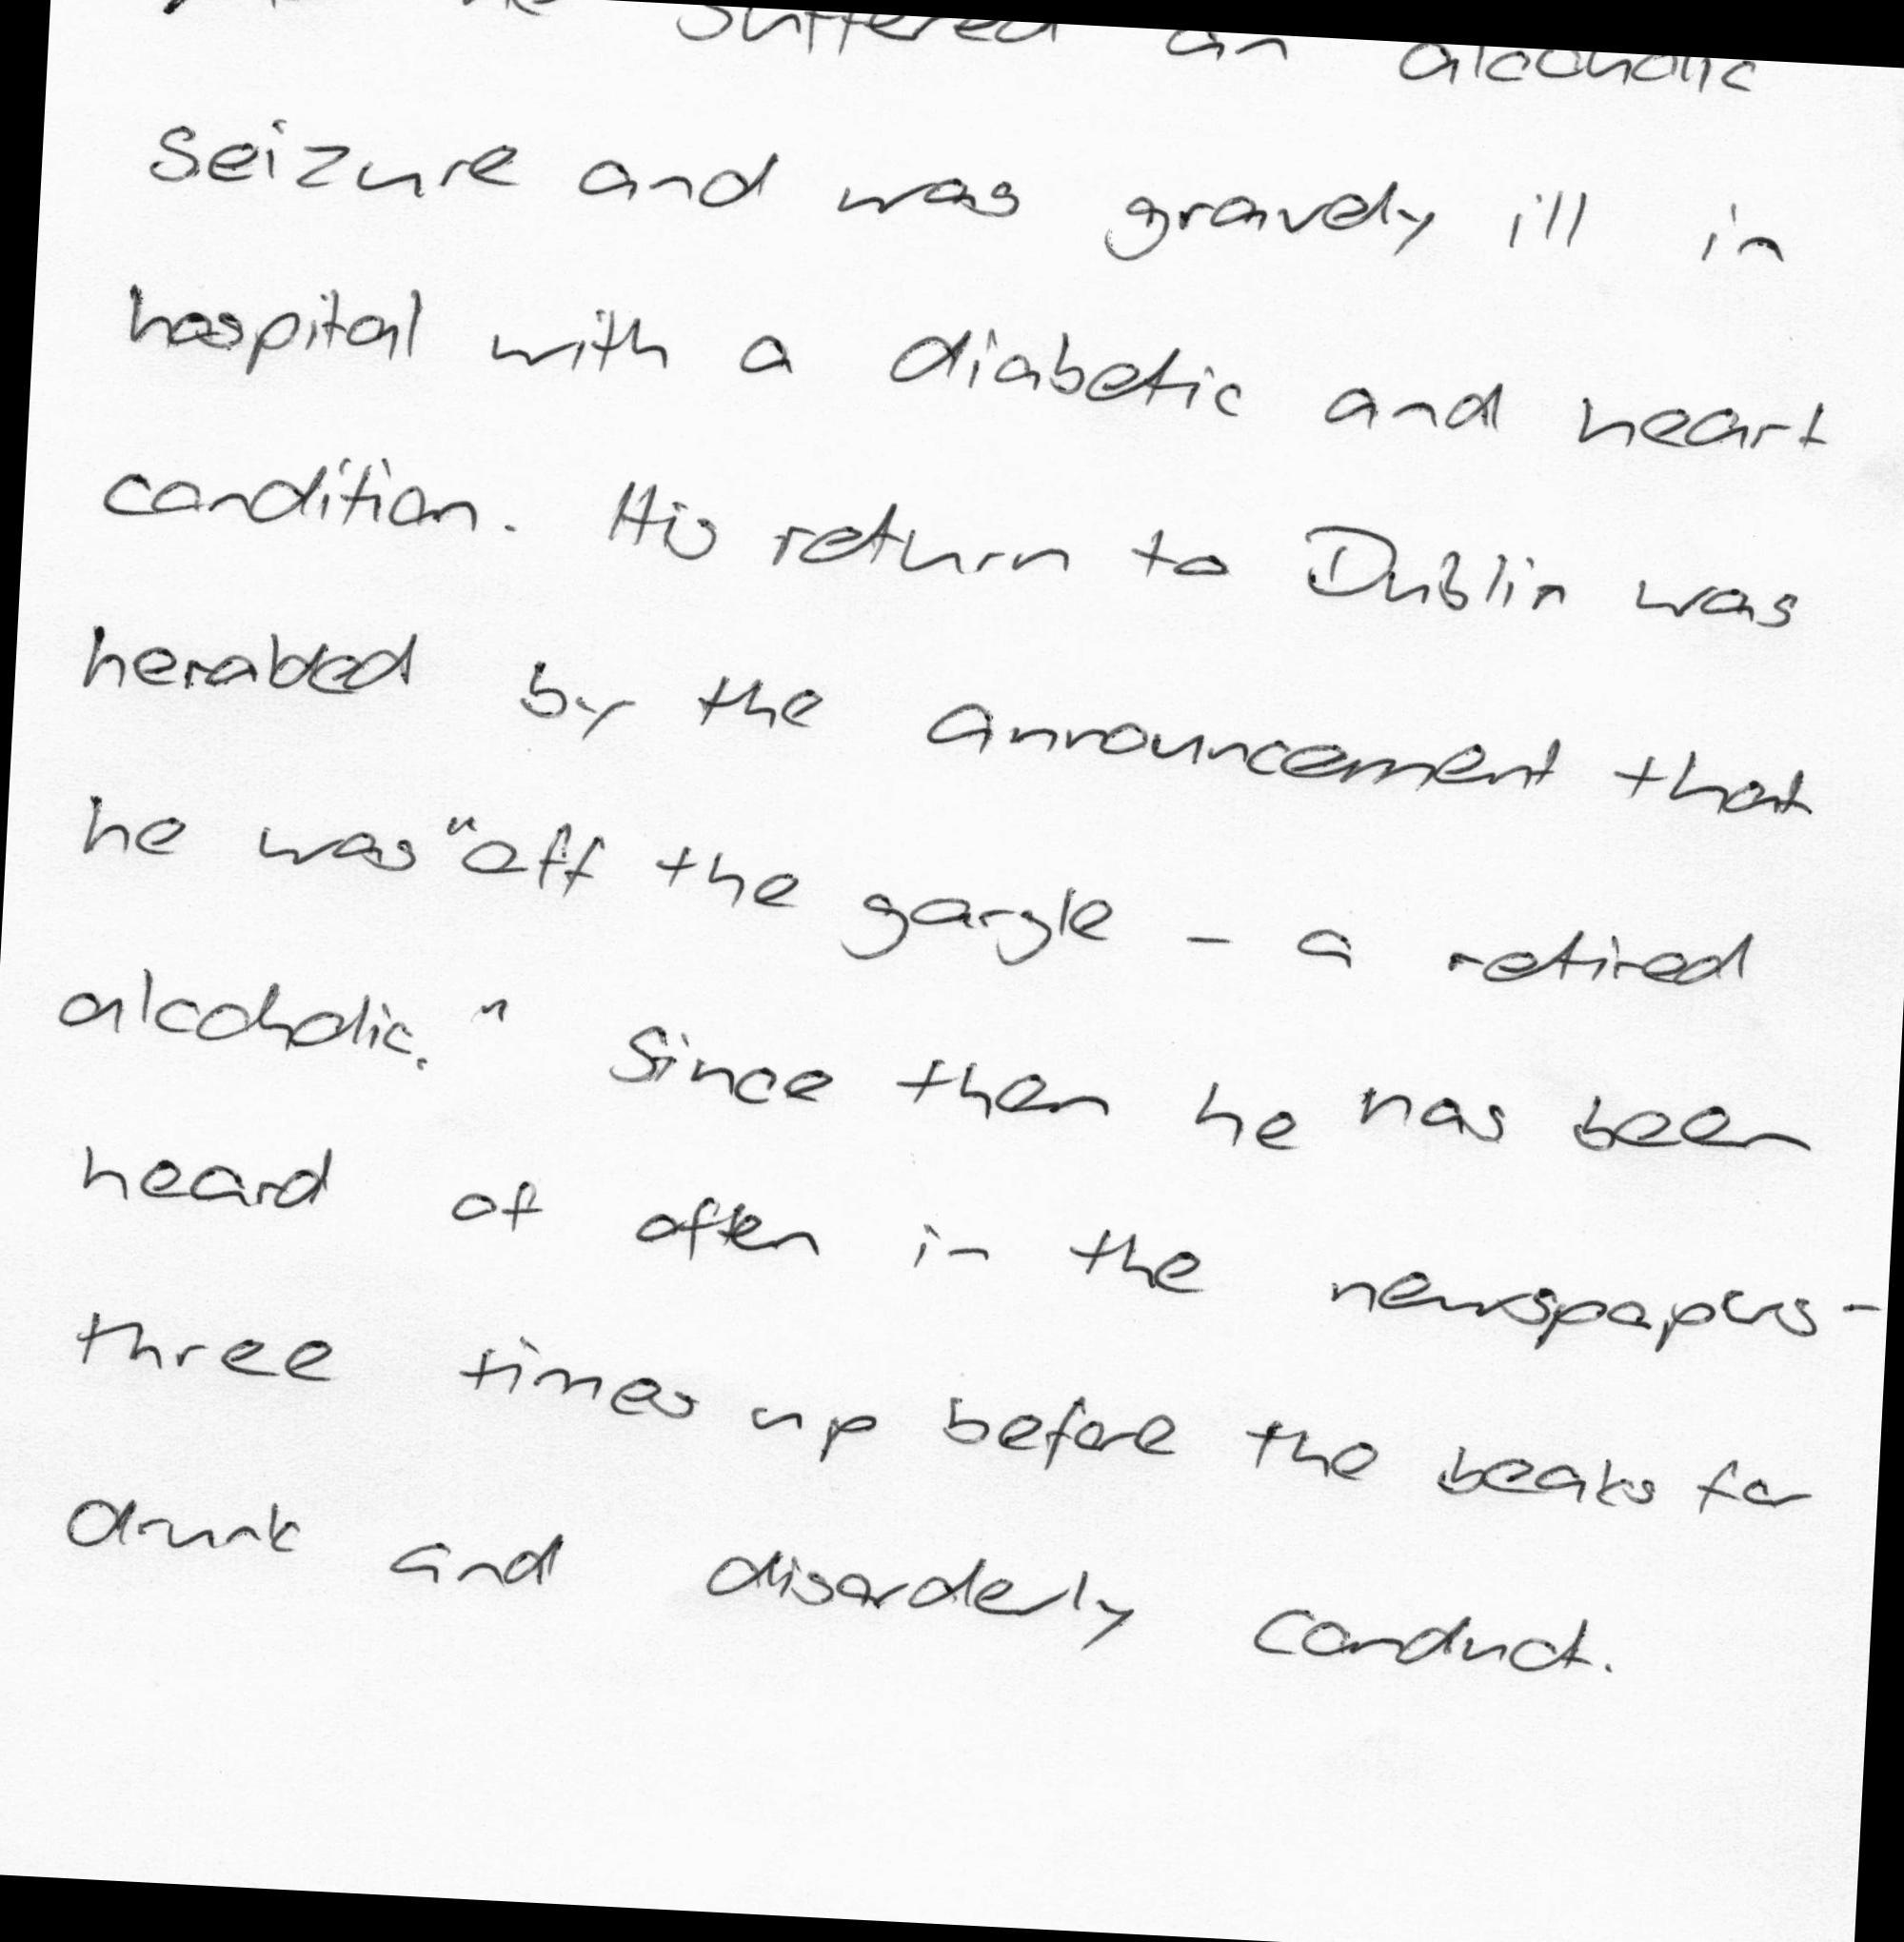 he suffered an alcoholic
seizure and was gravely ill in
hospital with a diabetic and heart
condition. His return to Dublin was
heralded by the announcement that
he was "off the gargle - a retired
alcoholic." Since then he has been
heard of often in the newspapers -
three times up before the beaks for
drunk and disorderly conduct.